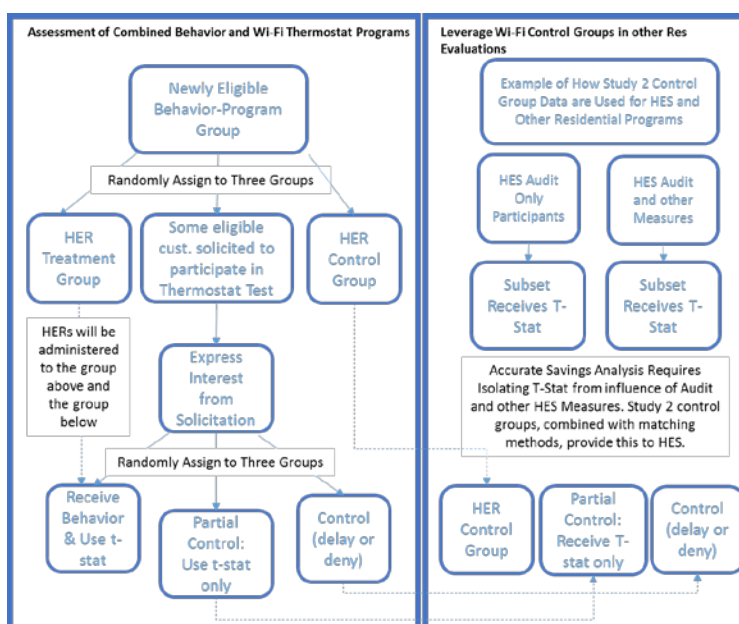 Assessment of Combined Behavior and Wi-Fi Thermostat Programs
Newly Eligible
Behavior-Program
Group
Randomly Assign to Three Groups
HER
Treatment
Group
Some eligible
cust. solicited to
participate in
Thermostat Test
HER
Control
Group
HERs will be
administered
to the group
above and
the group
below
Express
Interest
from
Solicitation
Randomly Assign to Three Groups
Receive
Behavior
& Use t-
stat
Partial
Control:
Use t-stat
only
Control
(delay or
deny)
Leverage Wi-Fi Control Groups in other Res
Evaluations
Example of How Study 2 Control
Group Data are Used for HES and
Other Residential Programs
HES Audit
Only
Participants
HES Audit
and other
Measures
Subset
Receives T-
Stat
Subset
Receives T-
Stat
Accurate Savings Analysis Requires
Isolating T-Stat from influence of Audit
and other HES Measures. Study 2 control
groups, combined with matching
methods, provide this to HES.
HER
Control
Group
Partial
Control:
Receive T-
stat only
Control
(delay or
deny)